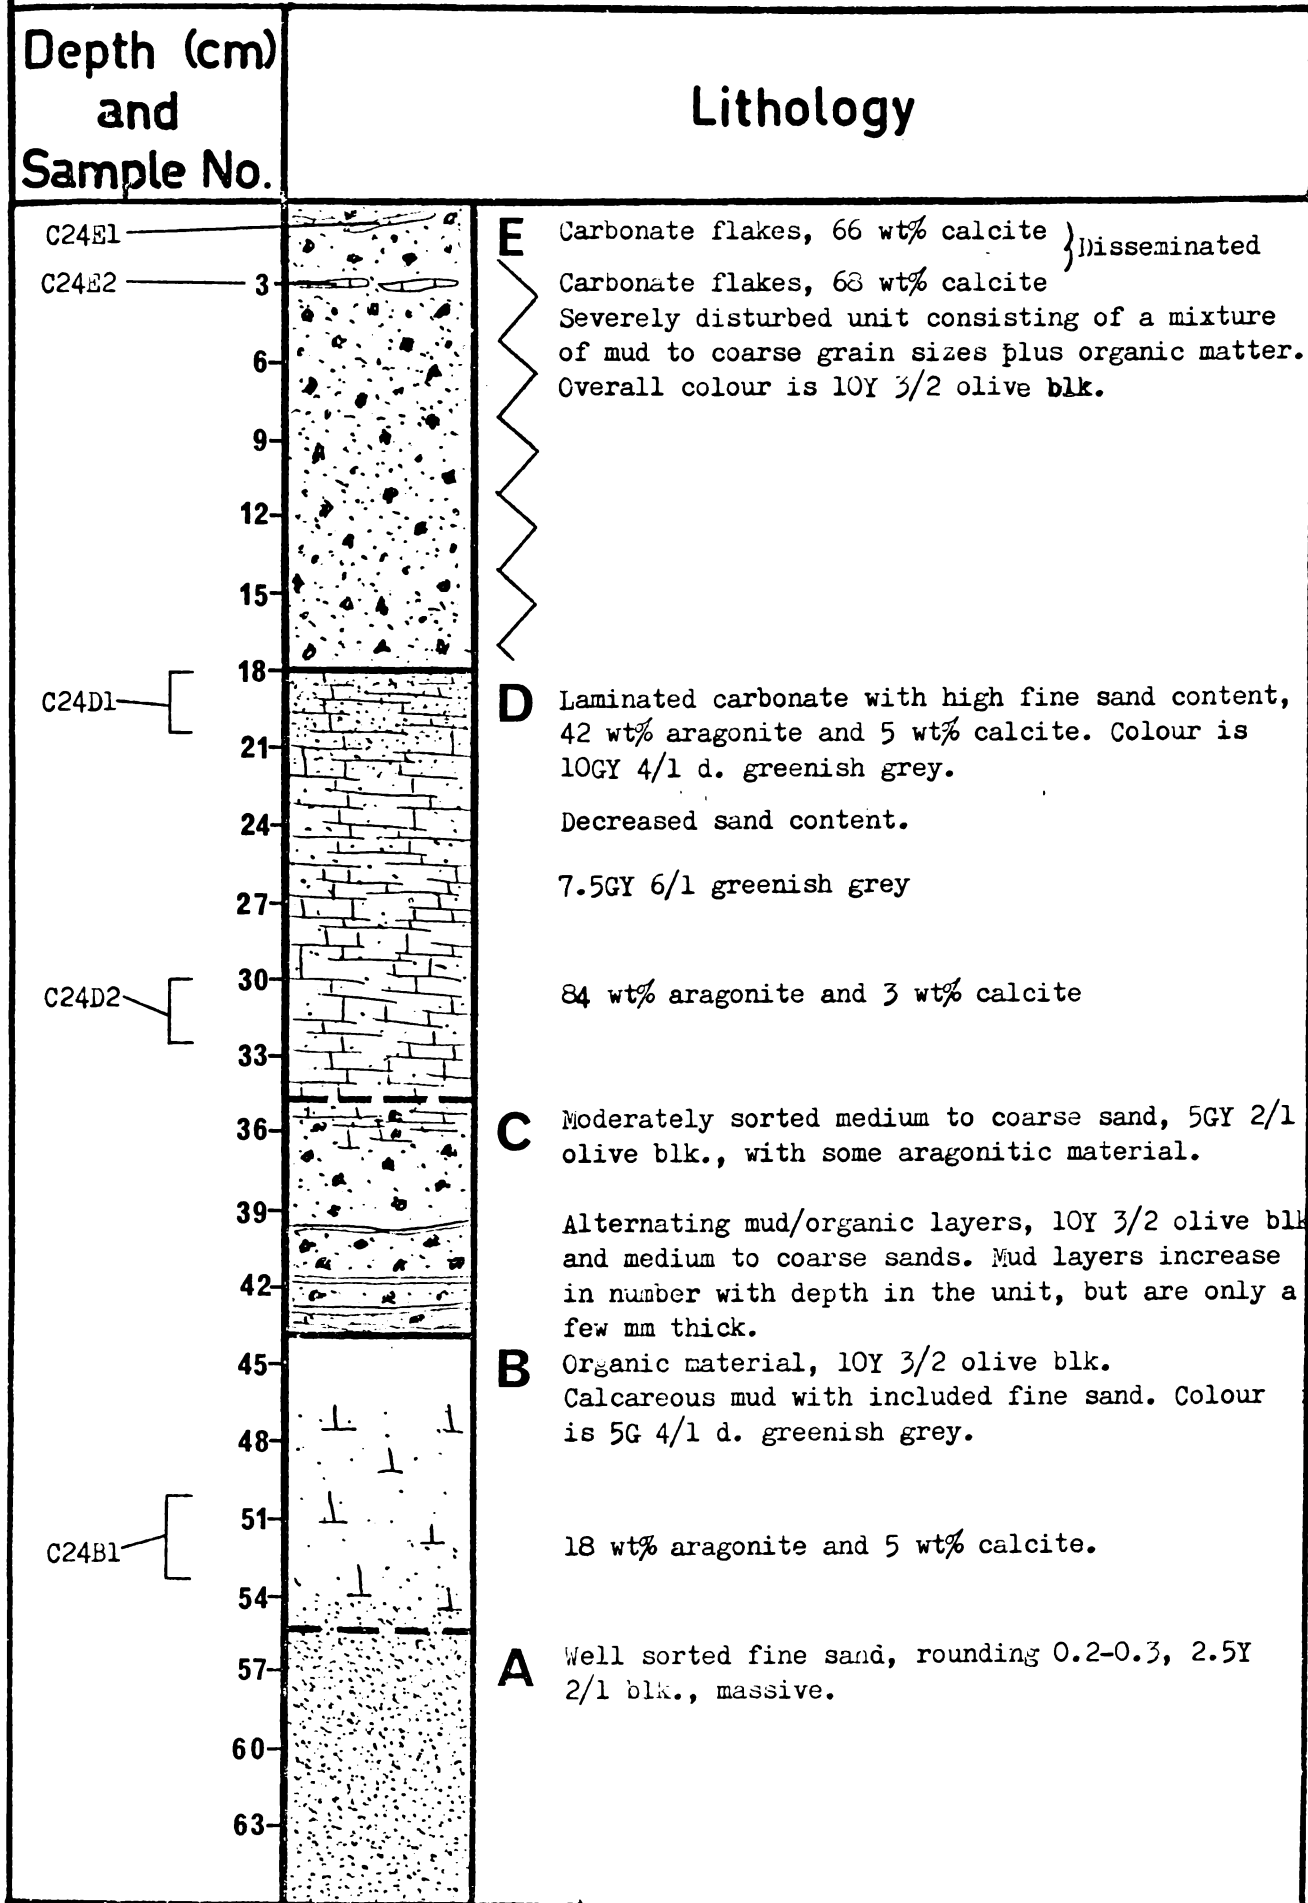 Depth (cm)
and
Sample No.
Lithology
C24E1
E
Carbonate flakes, 66 wt% calcite
Disseminated
C24E2
3
Carbonate flakes, 68 wt% calcite
Severely disturbed unit consisting of a mixture
of mud to coarse grain sizes plus organic matter.
6
Overall colour is 10Y 3/2 olive blk.
9
12
15
18
C24D1
D
Laminated carbonate with high fine sand content,
42 wt% aragonite and 5 wt% calcite. Colour is
21
10GY 4/1 d. greenish grey.
24
Decreased sand content.
27
7.5GY 6/1 greenish grey
30
C24D2
84 wt% aragonite and 3 wt% calcite
33
36
C
Moderately sorted medium to coarse sand, 5GY 2/1
olive blk., with some aragonitic material.
39
Alternating mud/organic layers, 10Y 3/2 olive blk
and medium to coarse sands. Mud layers increase
42
in number with depth in the unit, but are only a
few mm thick.
45
B
Organic material, 10Y 3/2 olive blk.
Calcareous mud with included fine sand. Colour
48
is 5G 4/1 d. greenish grey.
51
C24B1
18 wt% aragonite and 5 wt% calcite.
54
57
A
Well sorted fine sand, rounding 0.2-0.3, 2.5Y
2/1 blk., massive.
60
63